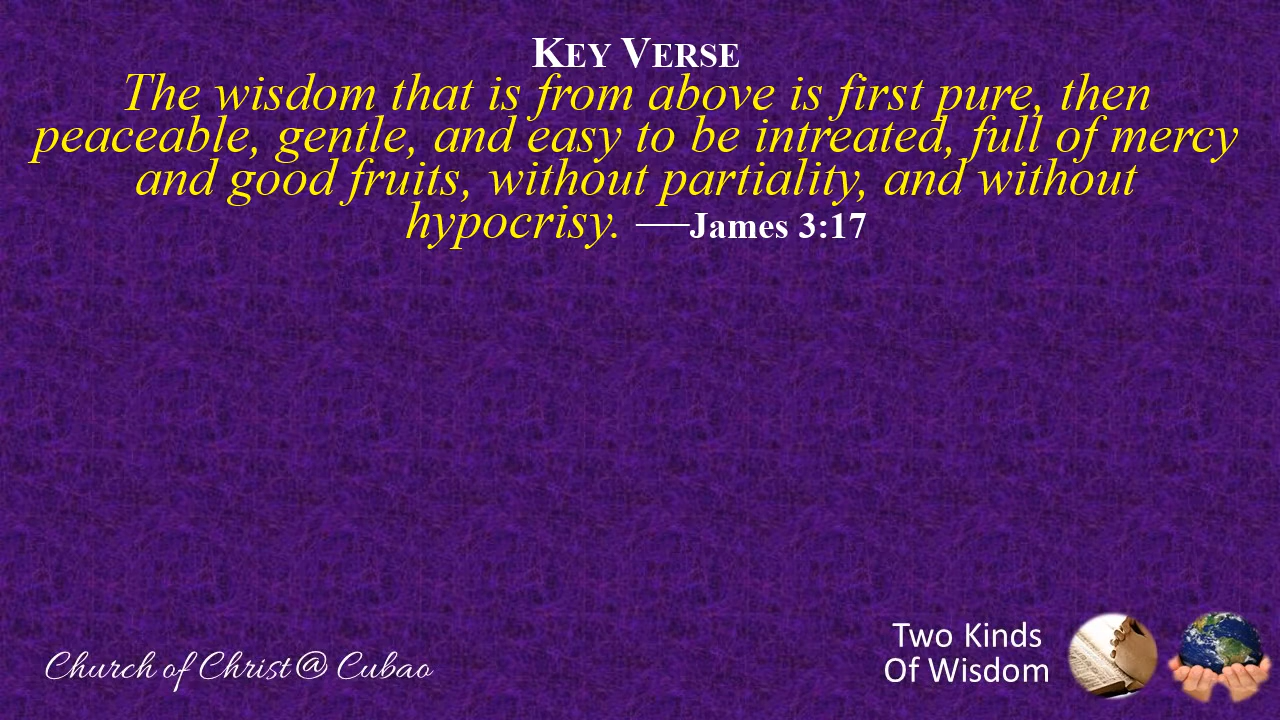 KEY VERSE
The wisdom that is from above is first pure, then
peaceable, gentle, and easy to be intreated, full of mercy
and good fruits, without partiality, and without
hypocrisy. —James 3:17
Two Kinds
Of Wisdom
Church of Christ @ Cubao